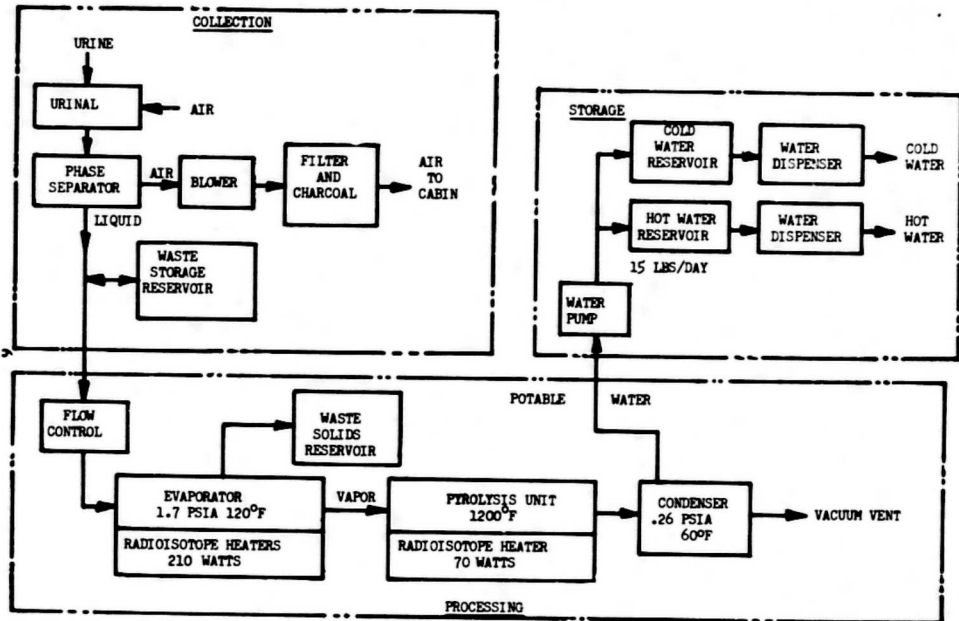 COLLECTION
URINE
URINAL
AIR
PHASE
SEPARATOR
AIR
BLOWER
FILTER
AND
CHARCOAL
AIR
TO
CABIN
LIQUID
WASTE
STORAGE
RESERVOIR
STORAGE
COLD
WATER
RESERVOIR
WATER
DISPENSER
COLD
WATER
HOT WATER
RESERVOIR
WATER
DISPENSER
HOT
WATER
15 LBS/DAY
WATER
PUMP
POTABLE WATER
FLOW
CONTROL
WASTE
SOLIDS
RESERVOIR
EVAPORATOR
1.7 PSIA 120°F
RADIOISOTOPE HEATERS
210 WATTS
VAPOR
PYROLYSIS UNIT
1200°F
RADIOISOTOPE HEATER
70 WATTS
CONDENSER
.26 PSIA
60°F
VACUUM VENT
PROCESSING